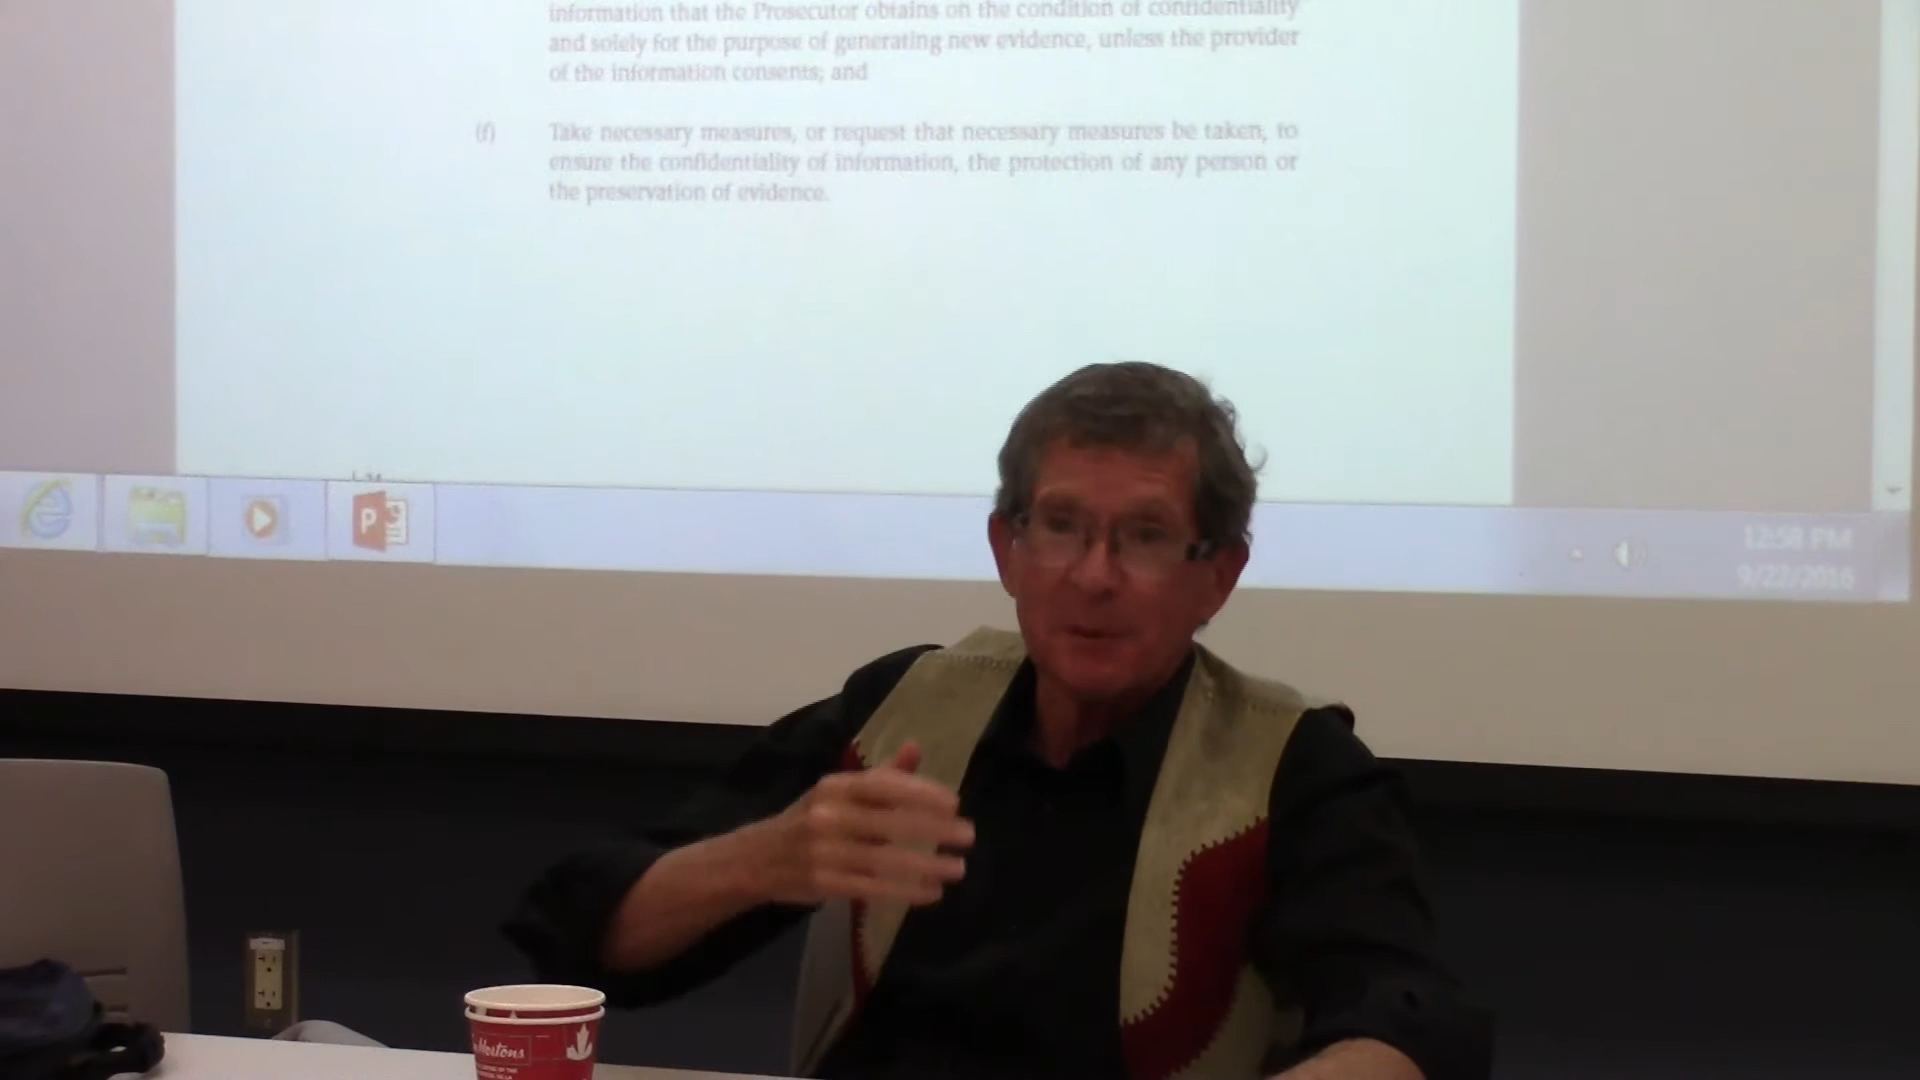 information that the Prosecutor obtains on the condition of confidentiality
and solely for the purpose of generating new evidence, unless the provider
of the information consents; and
(f) Take necessary measures, or request that necessary measures be taken, to
ensure the confidentiality of information, the protection of any person or
the preservation of evidence.
P
12:58 PM
9/22/2016
Hortons